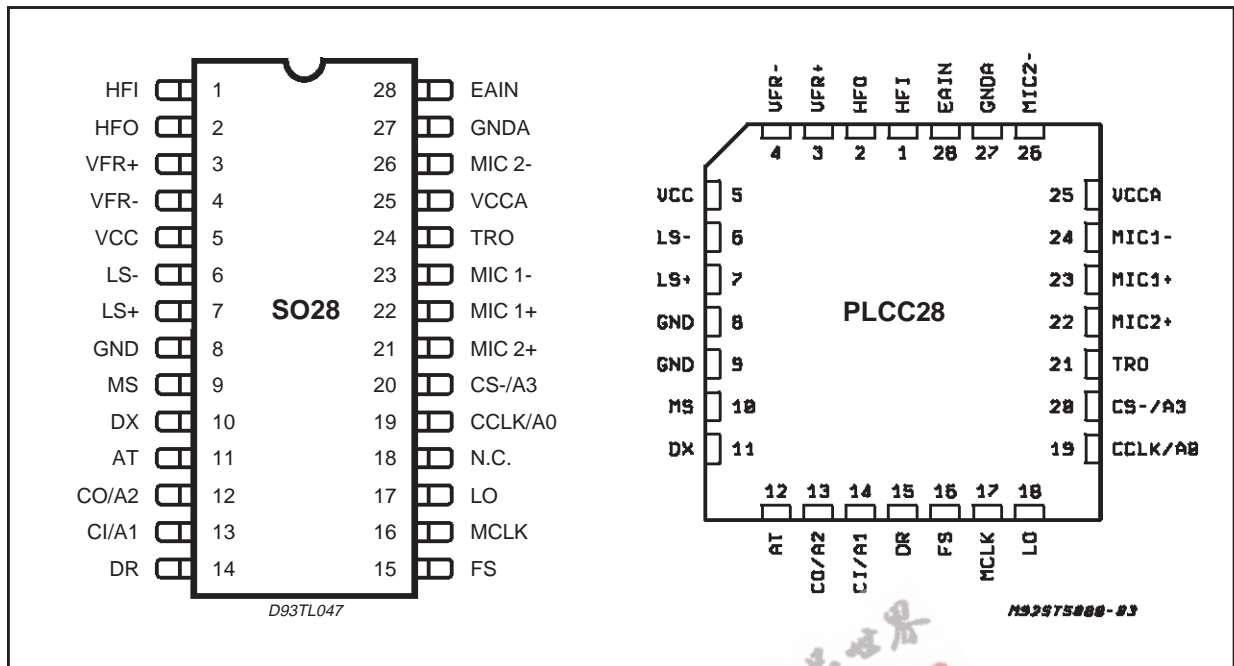 HFI 1 28 EAIN
HFO 2 27 GNDA
VFR+ 3 26 MIC 2-
VFR- 4 25 VCCA
VCC 5 24 TRO
LS- 6 23 MIC 1-
LS+ 7 22 MIC 1+
GND 8 21 MIC 2+
MS 9 20 CS-/A3
DX 10 19 CCLK/A0
AT 11 18 N.C.
CO/A2 12 17 LO
CI/A1 13 16 MCLK
DR 14 15 FS
SO28
D93TL047
VFR- VFR+ HFO HFI EAIN GNDA MIC2-
4 3 2 1 28 27 26
VCC 5 25 VCCA
LS- 6 24 MIC1-
LS+ 7 23 MIC1+
GND 8 22 MIC2+
GND 9 21 TRO
MS 10 20 CS-/A3
DX 11 19 CCLK/A0
PLCC28
12 13 14 15 16 17 18
AT CO/A2 CI/A1 DR FS MCLK LO
M92ST5080-03
世界